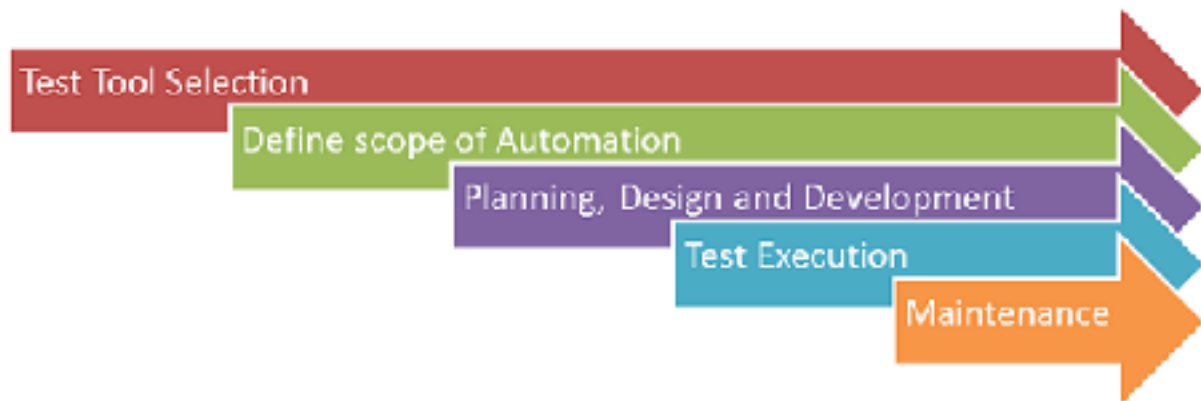 Test Tool Selection
Define scope of Automation
Planning, Design and Development
Test Execution
Maintenance